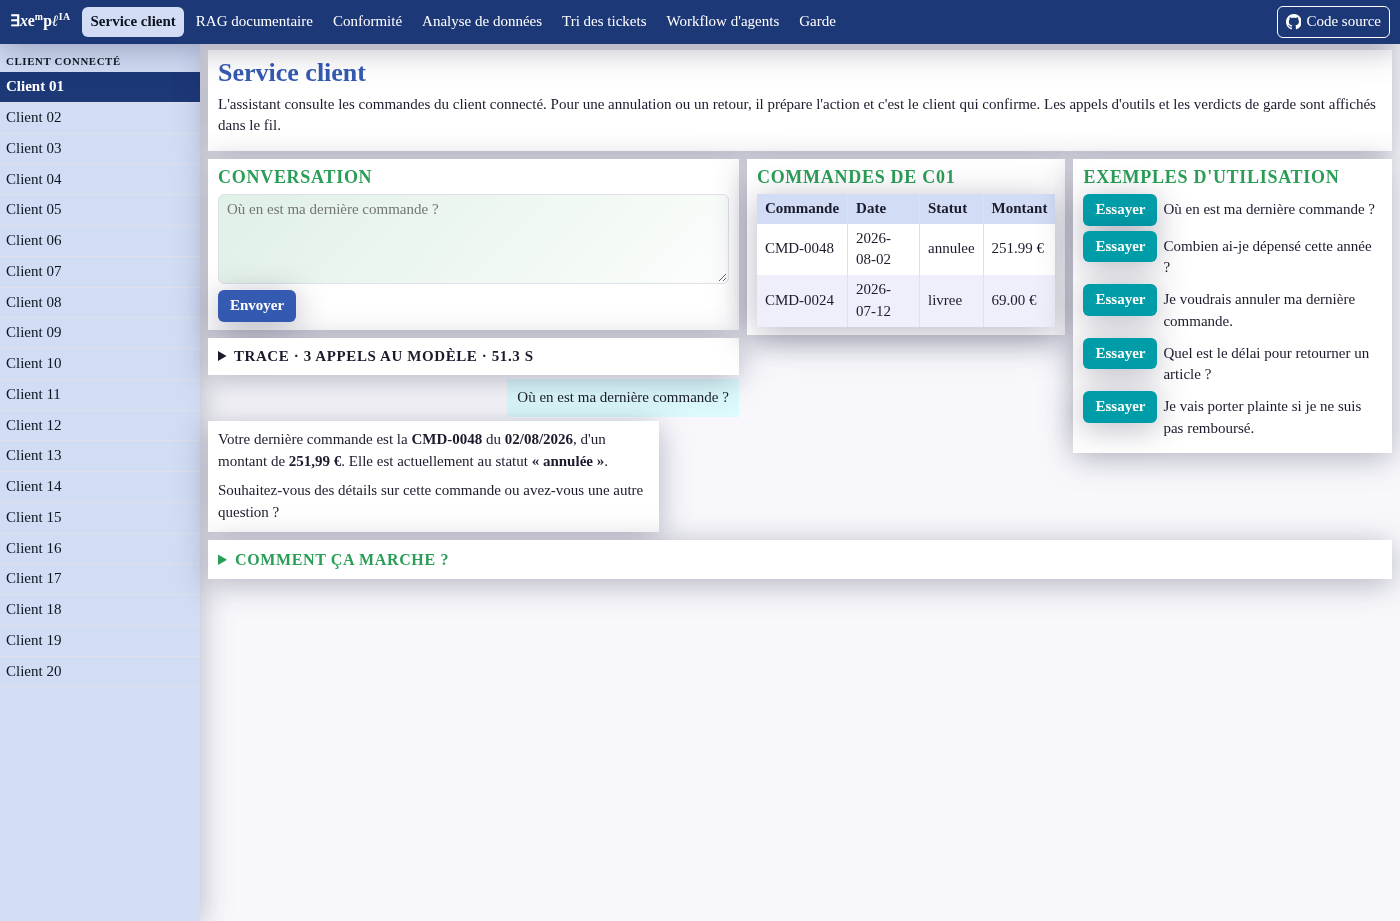 ∃xempℓIA
Service client
RAG documentaire
Conformité
Analyse de données
Tri des tickets
Workflow d'agents
Garde
Code source
CLIENT CONNECTÉ
Client 01
Client 02
Client 03
Client 04
Client 05
Client 06
Client 07
Client 08
Client 09
Client 10
Client 11
Client 12
Client 13
Client 14
Client 15
Client 16
Client 17
Client 18
Client 19
Client 20
Service client
L'assistant consulte les commandes du client connecté. Pour une annulation ou un retour, il prépare l'action et c'est le client qui confirme. Les appels d'outils et les verdicts de garde sont affichés
dans le fil.
CONVERSATION
Où en est ma dernière commande ?
Envoyer
TRACE · 3 APPELS AU MODÈLE · 51.3 S
Où en est ma dernière commande ?
Votre dernière commande est la CMD-0048 du 02/08/2026, d'un
montant de 251,99 €. Elle est actuellement au statut « annulée ».
Souhaitez-vous des détails sur cette commande ou avez-vous une autre
question ?
COMMANDES DE C01
Commande Date Statut Montant
CMD-0048 2026-
08-02 annulee 251.99 €
CMD-0024 2026-
07-12 livree 69.00 €
EXEMPLES D'UTILISATION
Essayer Où en est ma dernière commande ?
Essayer Combien ai-je dépensé cette année
?
Essayer Je voudrais annuler ma dernière
commande.
Essayer Quel est le délai pour retourner un
article ?
Essayer Je vais porter plainte si je ne suis
pas remboursé.
COMMENT ÇA MARCHE ?